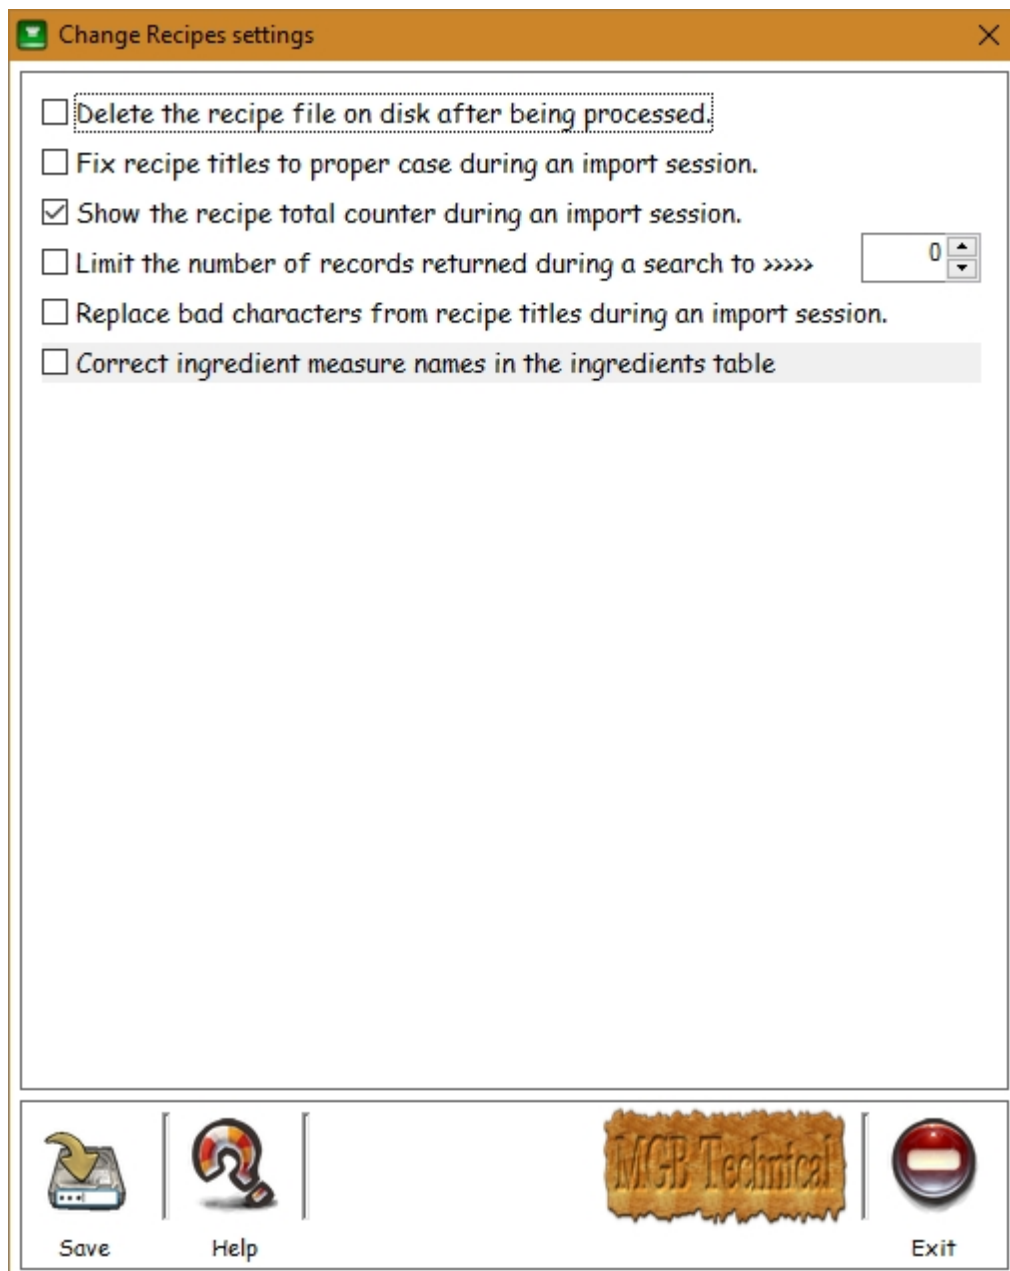 Change Recipes settings
Delete the recipe file on disk after being processed.
Fix recipe titles to proper case during an import session.
Show the recipe total counter during an import session.
Limit the number of records returned during a search to >>>>> 0
Replace bad characters from recipe titles during an import session.
Correct ingredient measure names in the ingredients table
MGB Technical
Save Help Exit